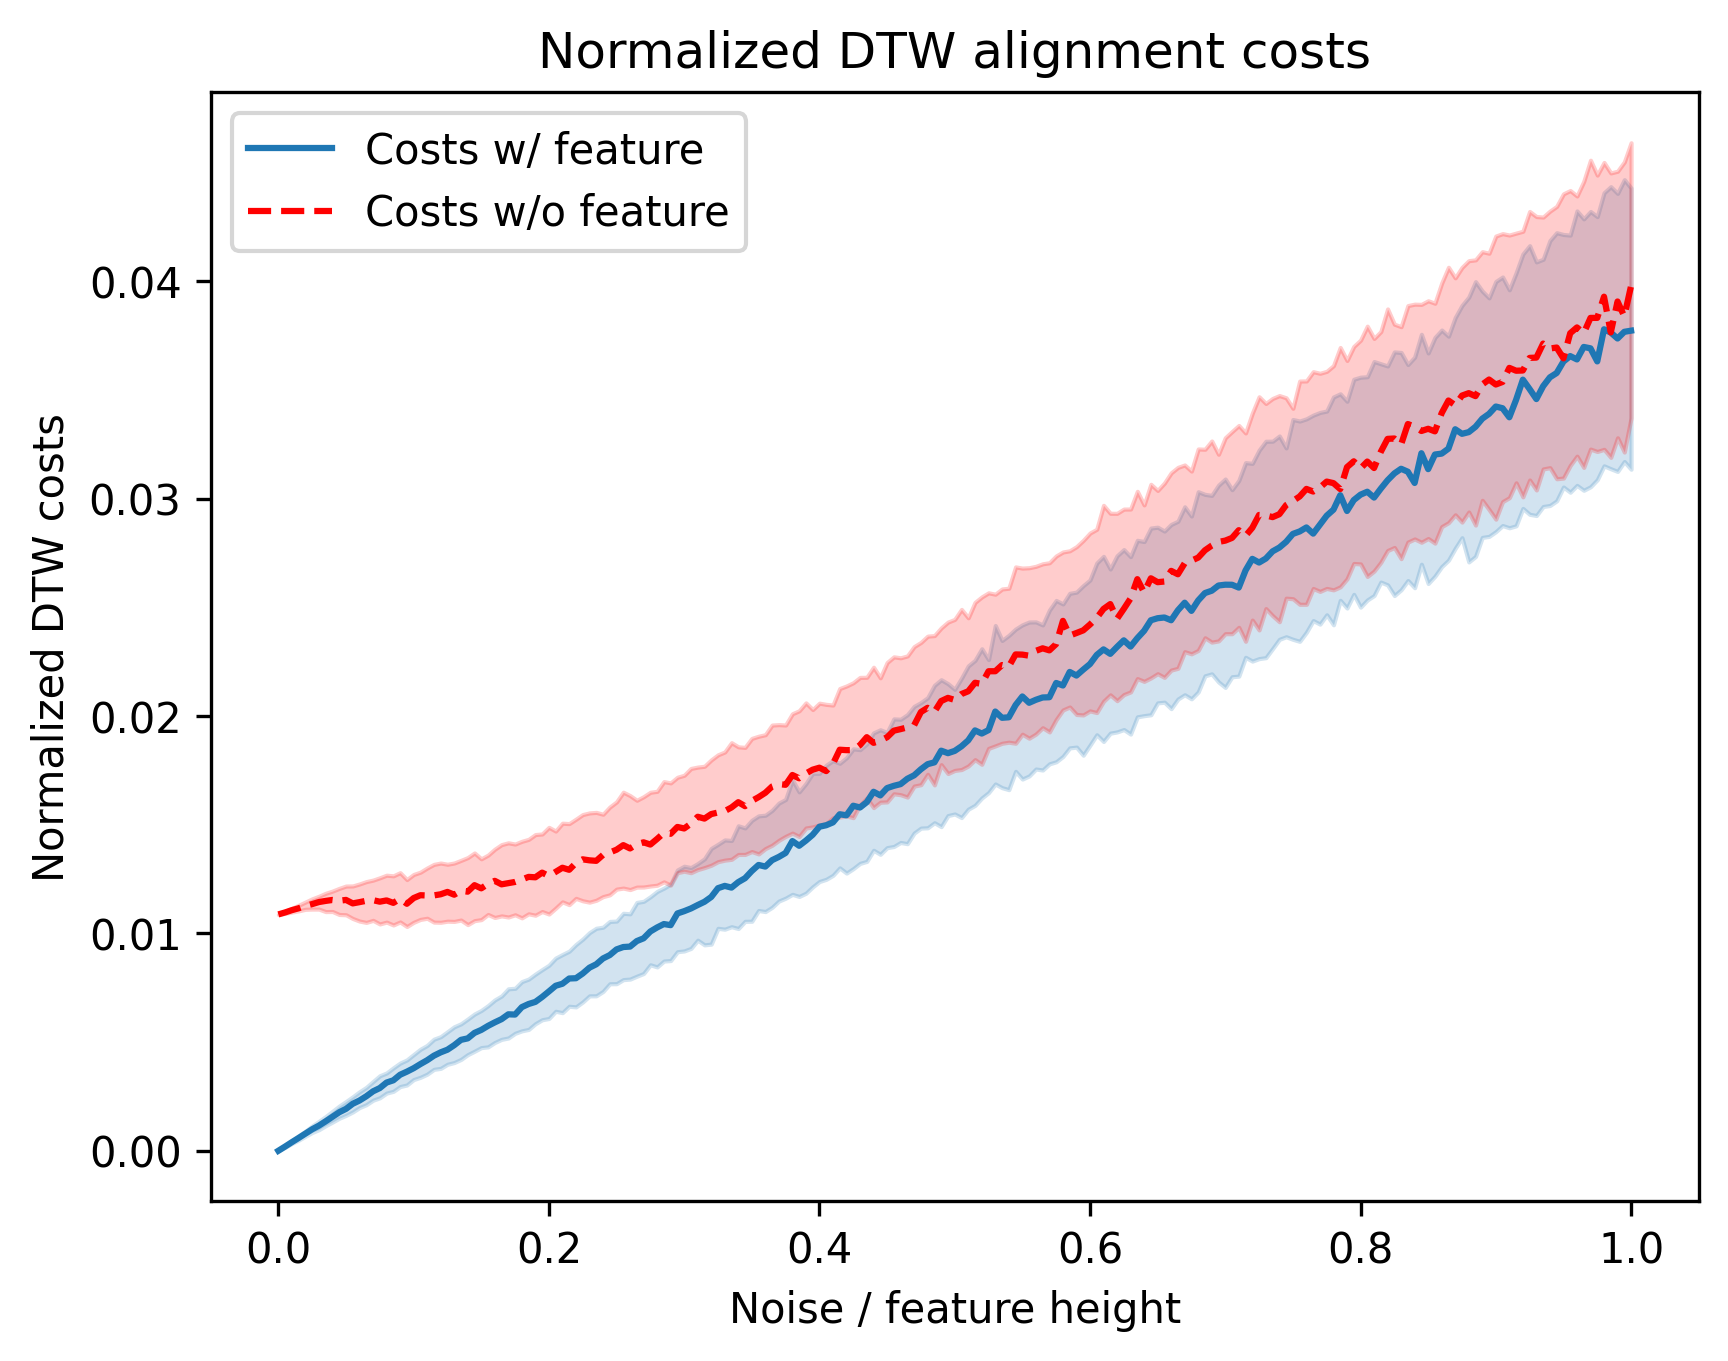 Normalized DTW alignment costs
Costs w/ feature
Costs w/o feature
Normalized DTW costs
0.04
0.03
0.02
0.01
0.00
0.0 0.2 0.4 0.6 0.8 1.0
Noise / feature height